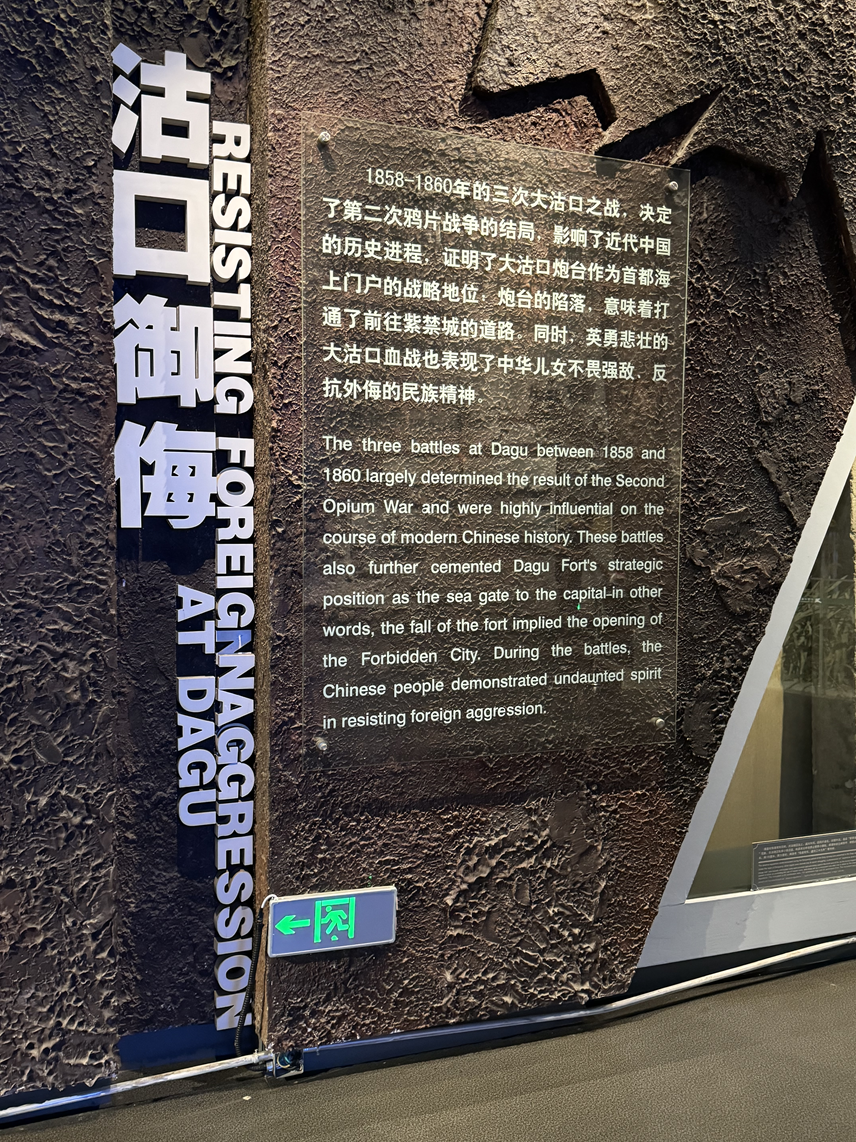 沽口御侮
RESISTING FOREIGN AGGRESSION
AT DAGU
1858-1860年的三次大沽口之战，决定
了第二次鸦片战争的结局，影响了近代中国
的历史进程，证明了大沽口炮台作为首都海
上门户的战略地位，炮台的陷落，意味着打
通了前往紫禁城的道路。同时，英勇悲壮的
大沽口血战也表现了中华儿女不畏强敌、反
抗外侮的民族精神。
The three battles at Dagu between 1858 and
1860 largely determined the result of the Second
Opium War and were highly influential on the
course of modern Chinese history. These battles
also further cemented Dagu Fort's strategic
position as the sea gate to the capital-in other
words, the fall of the fort implied the opening of
the Forbidden City. During the battles, the
Chinese people demonstrated undaunted spirit
in resisting foreign aggression.